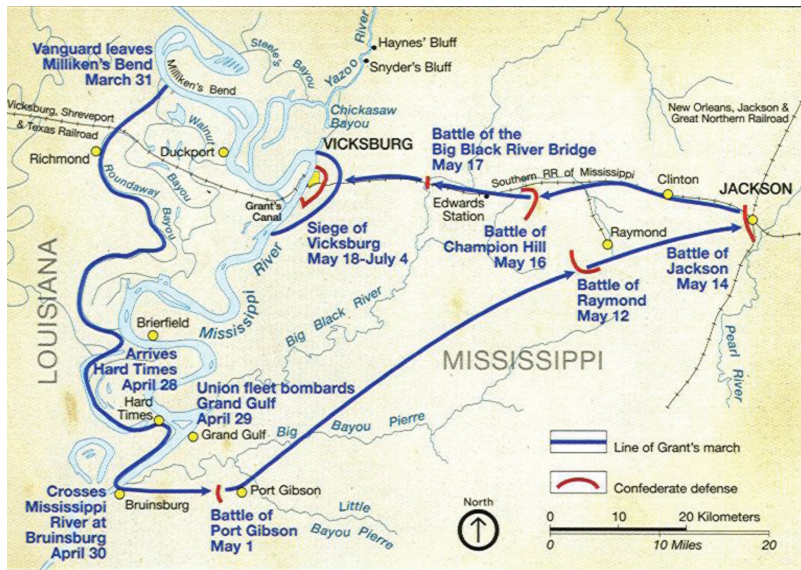 Vanguard leaves
Milliken's Bend
March 31
Steele's
Bayou
River
Yazoo
Haynes' Bluff
Snyder's Bluff
Milliken's Bend
Chickasaw
Bayou
New Orleans, Jackson &
Great Northern Railroad
Vicksburg, Shreveport
& Texas Railroad
Walnut
Bayou
Richmond
Duckport
VICKSBURG
Battle of the
Big Black River Bridge
May 17
Southern RR of Mississippi
Clinton
JACKSON
Roundaway
Bayou
Grant's
Canal
Edwards
Station
Siege of
Vicksburg
May 18-July 4
Battle of
Champion Hill
May 16
Raymond
Battle of
Jackson
May 14
Battle of
Raymond
May 12
LOUISIANA
Mississippi
River
Big Black River
MISSISSIPPI
Pearl River
Brierfield
Arrives
Hard Times
April 28
Union fleet bombards
Grand Gulf
April 29
Hard
Times
Grand Gulf
Big Bayou Pierre
Line of Grant's march
Confederate defense
Crosses
Mississippi
River at
Bruinsburg
April 30
Bruinsburg
Battle of
Port Gibson
May 1
Port Gibson
Little
Bayou Pierre
North
0 10 20 Kilometers
0 10 Miles 20